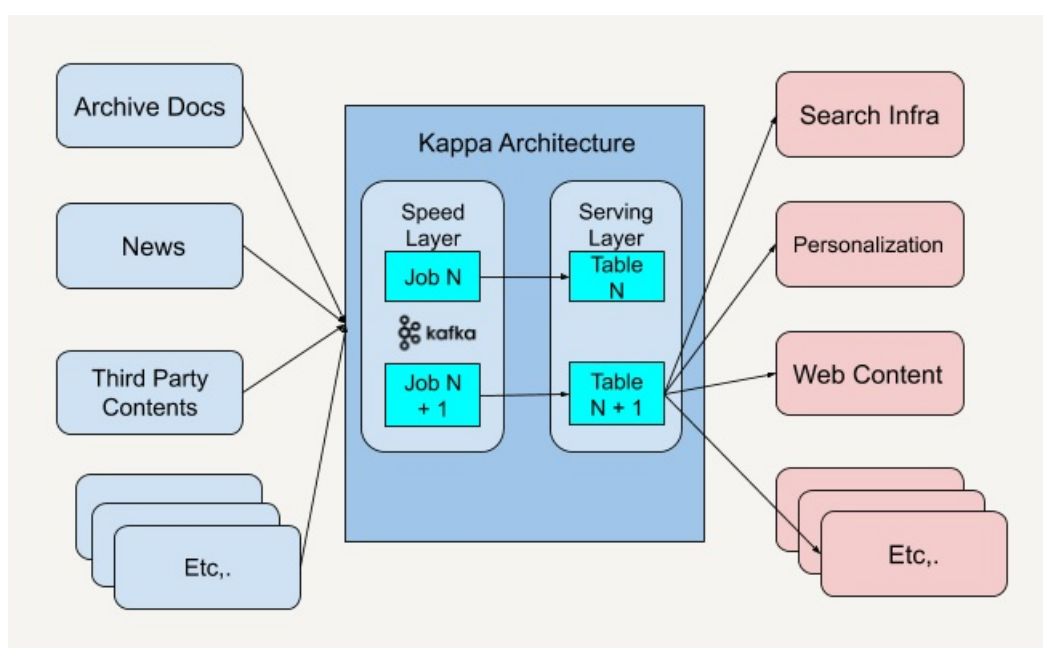 Archive Docs
News
Third Party
Contents
Etc,.
Kappa Architecture
Speed
Layer
Job N
kafka
Job N
+ 1
Serving
Layer
Table
N
Table
N + 1
Search Infra
Personalization
Web Content
Etc,.